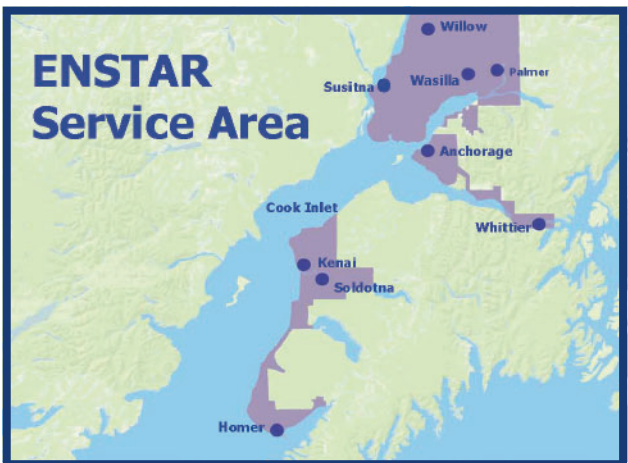 ENSTAR
Service Area
Willow
Susitna
Wasilla
Palmer
Anchorage
Cook Inlet
Whittier
Kenai
Soldotna
Homer